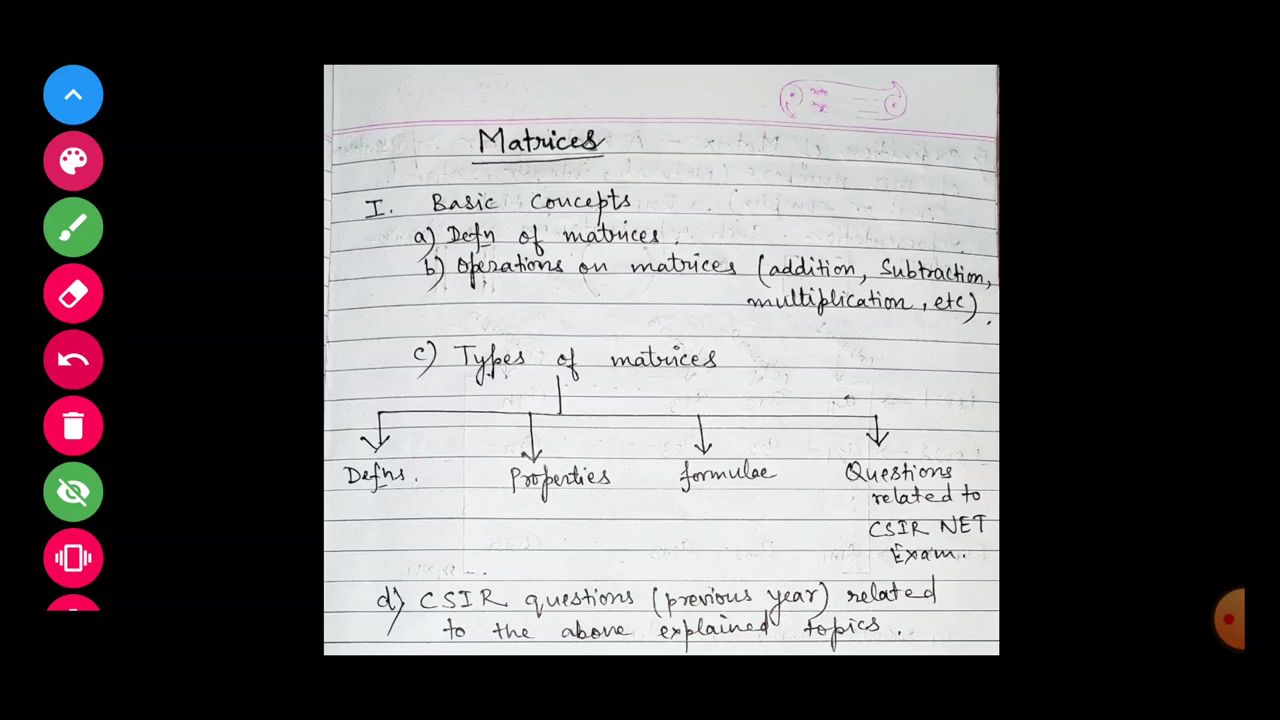 Matrices
I. Basic Concepts
a) Defn of matrices.
b) Operations on matrices (addition, Subtraction,
multiplication, etc).
c) Types of matrices
Defns. Properties formulae Questions
related to
CSIR NET
Exam.
d) CSIR questions (previous year) related
to the above explained topics.